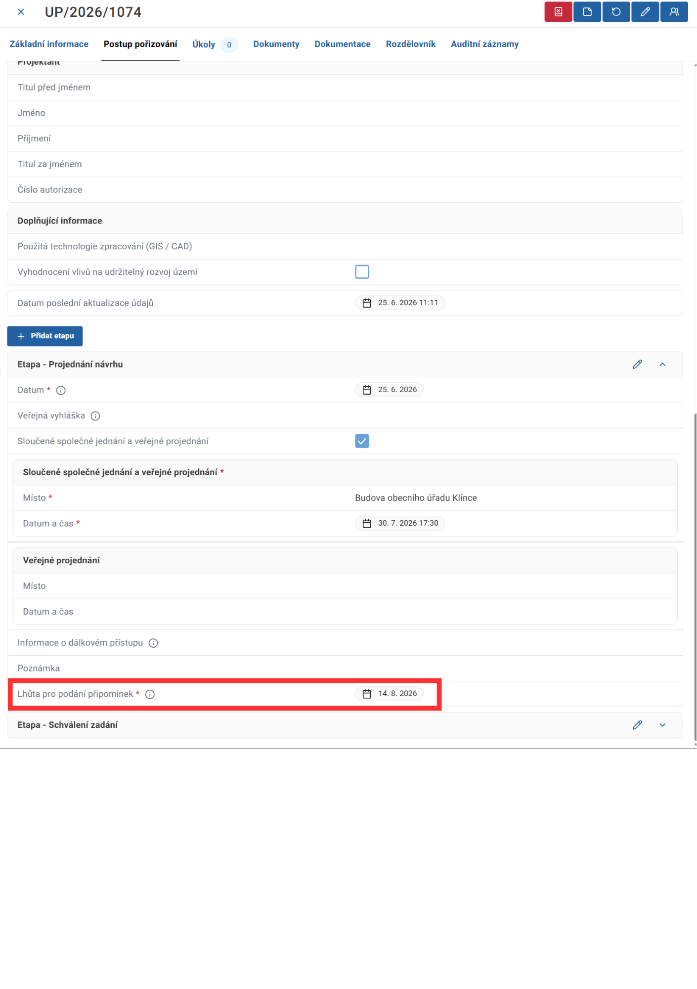 UP/2026/1074
Základní informace Postup pořizování Úkoly 0 Dokumenty Dokumentace Rozdělovník Auditní záznamy
Projektant
Titul před jménem
Jméno
Příjmení
Titul za jménem
Číslo autorizace
Doplňující informace
Použitá technologie zpracování (GIS / CAD)
Vyhodnocení vlivů na udržitelný rozvoj území
Datum poslední aktualizace údajů 25. 6. 2026 11:11
+ Přidat etapu
Etapa - Projednání návrhu
Datum * 25. 6. 2026
Veřejná vyhláška
Sloučené společné jednání a veřejné projednání
Sloučené společné jednání a veřejné projednání *
Místo * Budova obecního úřadu Klínce
Datum a čas * 30. 7. 2026 17:30
Veřejné projednání
Místo
Datum a čas
Informace o dálkovém přístupu
Poznámka
Lhůta pro podání připomínek * 14. 8. 2026
Etapa - Schválení zadání